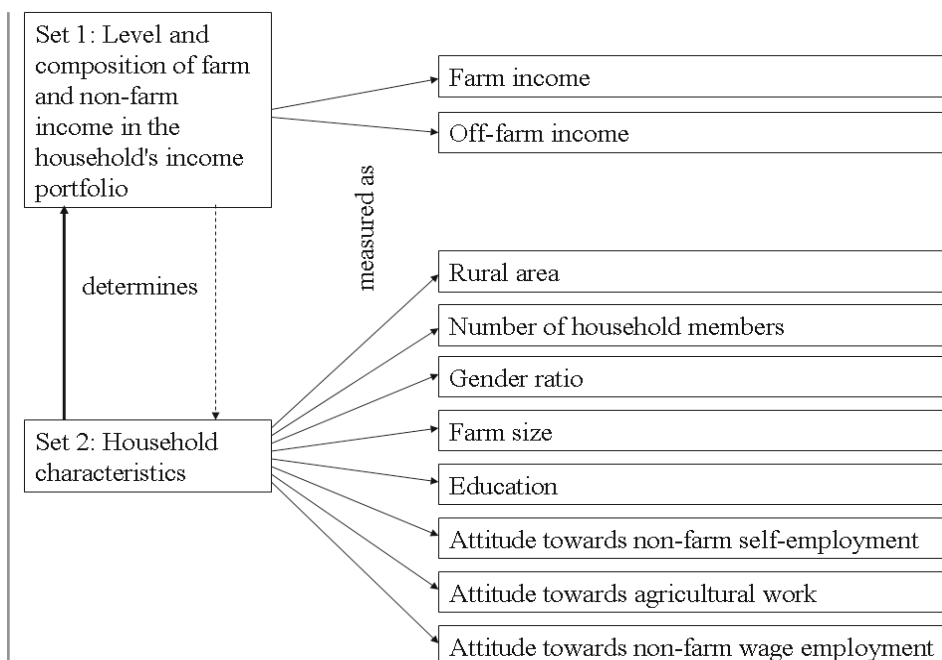 Set 1: Level and
composition of farm
and non-farm
income in the
household's income
portfolio
Farm income
Off-farm income
measured as
determines
Rural area
Number of household members
Gender ratio
Farm size
Set 2: Household
characteristics
Education
Attitude towards non-farm self-employment
Attitude towards agricultural work
Attitude towards non-farm wage employment